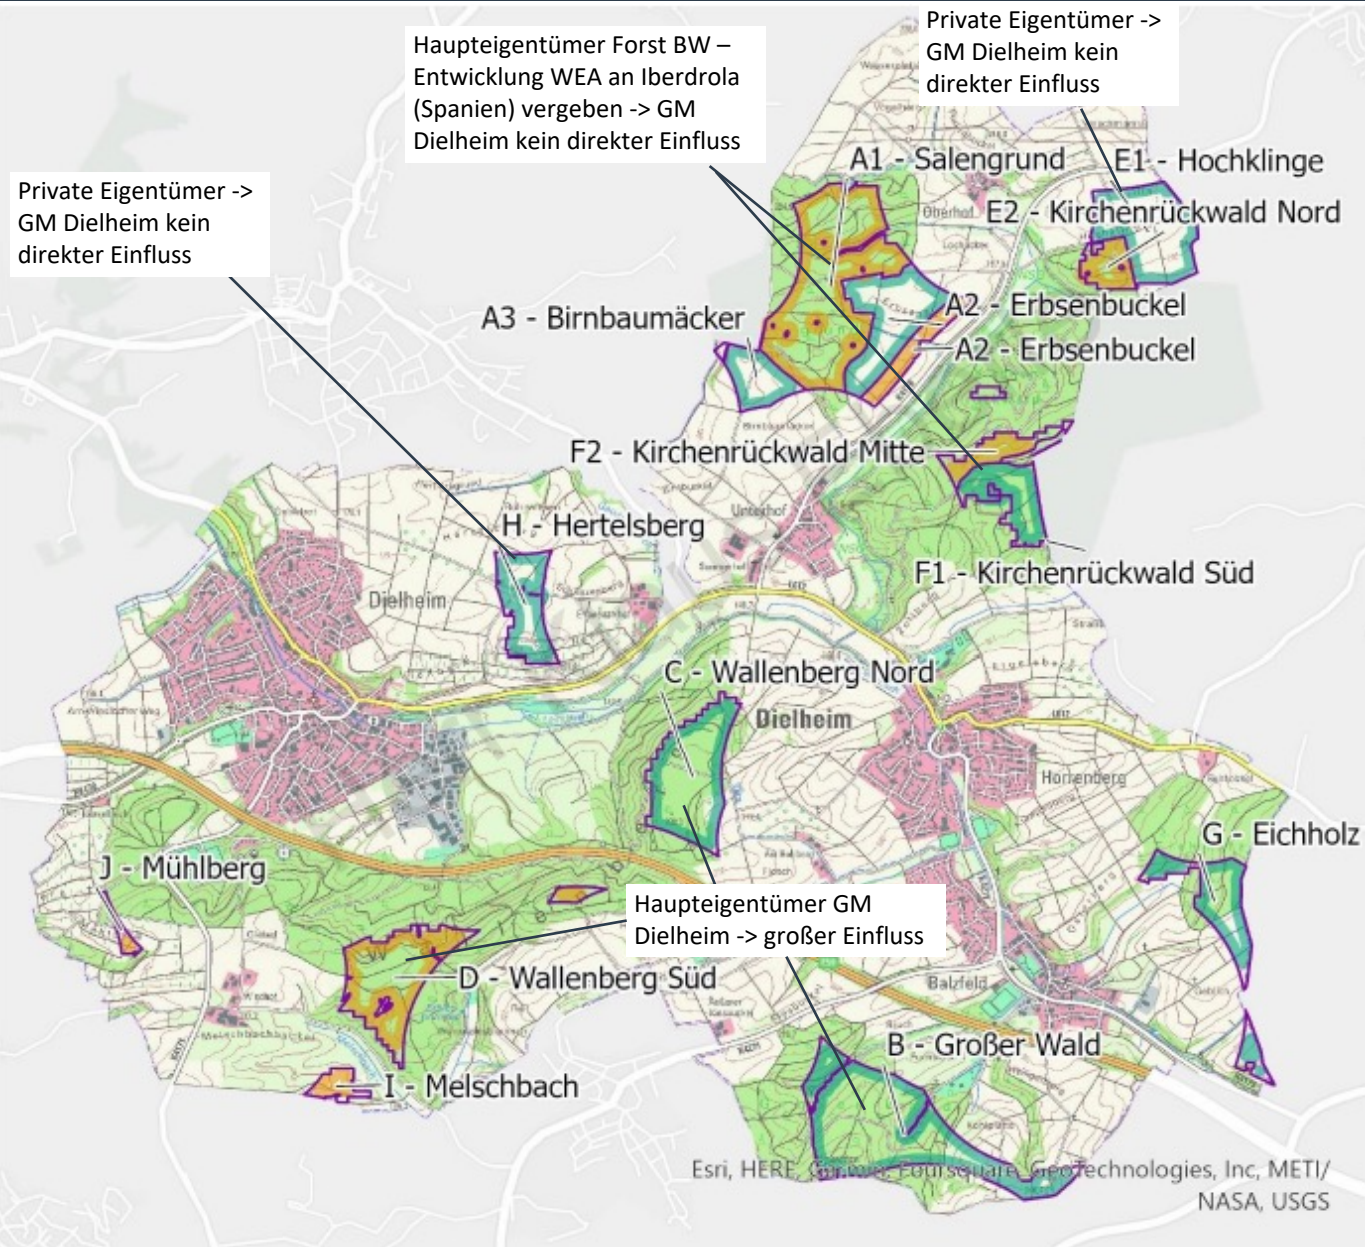 Private Eigentümer ->
GM Dielheim kein
direkter Einfluss
Haupteigentümer Forst BW –
Entwicklung WEA an Iberdrola
(Spanien) vergeben -> GM
Dielheim kein direkter Einfluss
Private Eigentümer ->
GM Dielheim kein
direkter Einfluss
A1 - Salengrund
E1 - Hochklinge
Oberhof
E2 - Kirchenrückwald Nord
A3 - Birnbaumäcker
A2 - Erbsenbuckel
A2 - Erbsenbuckel
F2 - Kirchenrückwald Mitte
Unterhof
H - Hertelsberg
F1 - Kirchenrückwald Süd
Dielheim
C - Wallenberg Nord
Dielheim
Horrenberg
G - Eichholz
J - Mühlberg
Haupteigentümer GM
Dielheim -> großer Einfluss
D - Wallenberg Süd
Balzfeld
B - Großer Wald
I - Melschbach
Esri, HERE, Garmin, Foursquare, GeoTechnologies, Inc, METI/
NASA, USGS